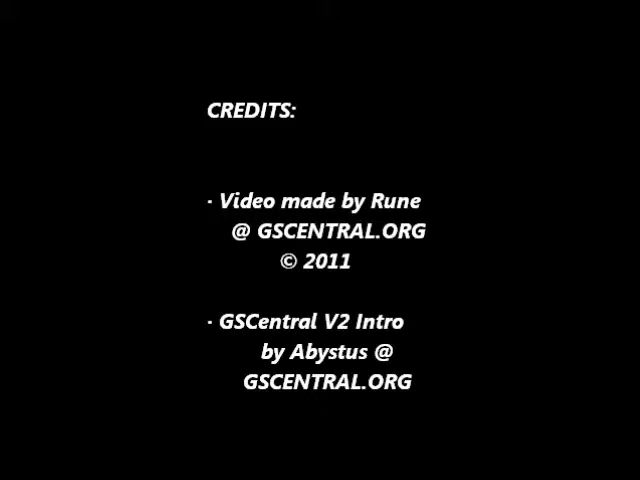 CREDITS:
· Video made by Rune
@ GSCENTRAL.ORG
© 2011
· GSCentral V2 Intro
by Abystus @
GSCENTRAL.ORG